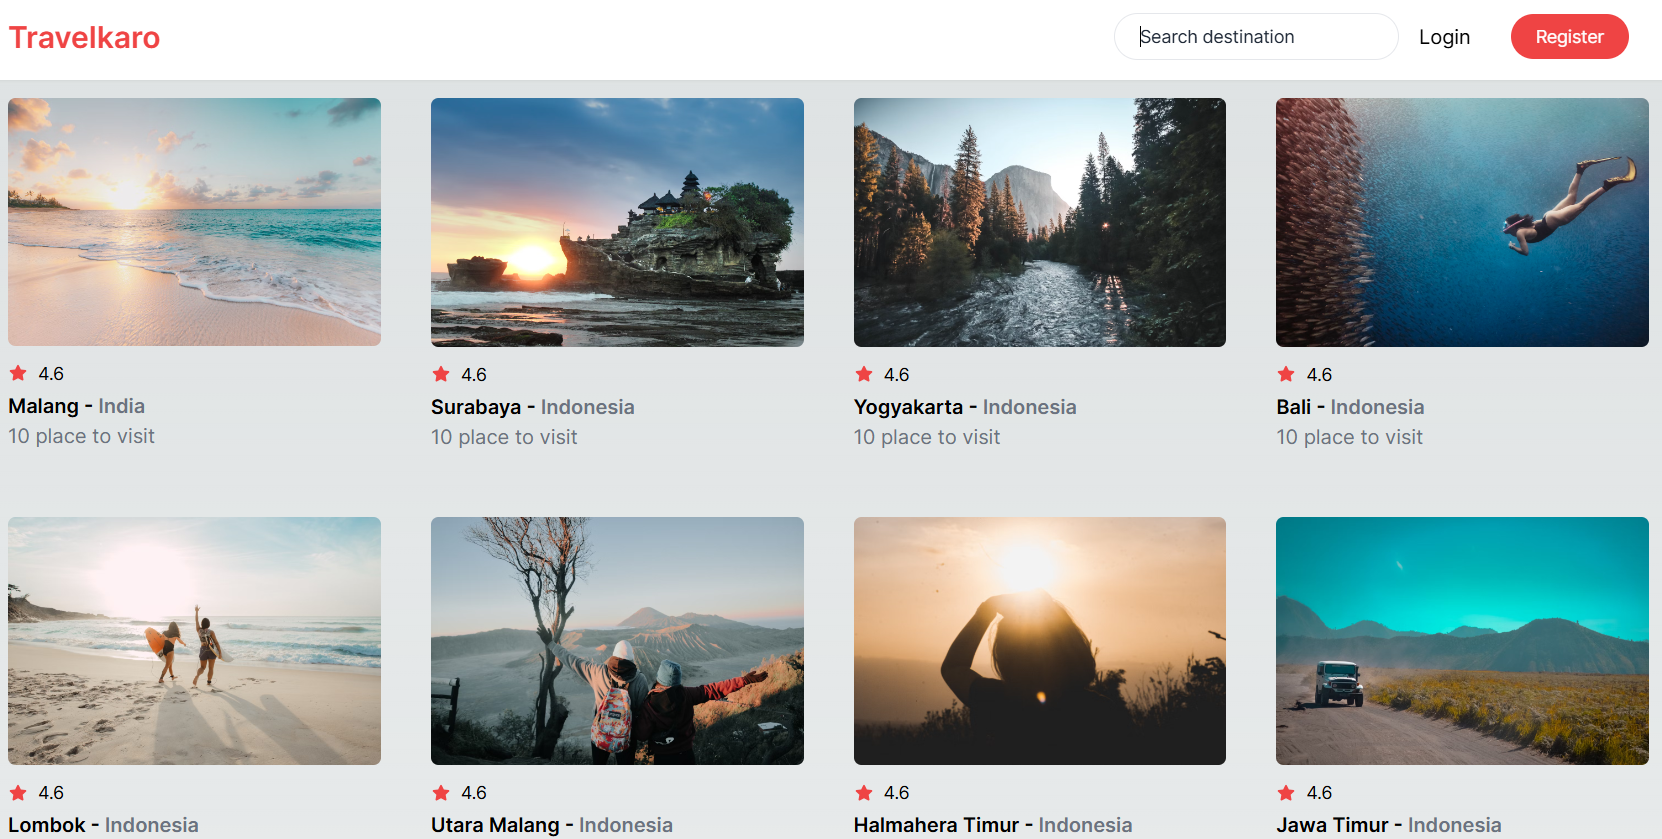 Travelkaro
Search destination
Login
Register
4.6
Malang - India
10 place to visit
4.6
Surabaya - Indonesia
10 place to visit
4.6
Yogyakarta - Indonesia
10 place to visit
4.6
Bali - Indonesia
10 place to visit
4.6
Lombok - Indonesia
4.6
Utara Malang - Indonesia
4.6
Halmahera Timur - Indonesia
4.6
Jawa Timur - Indonesia